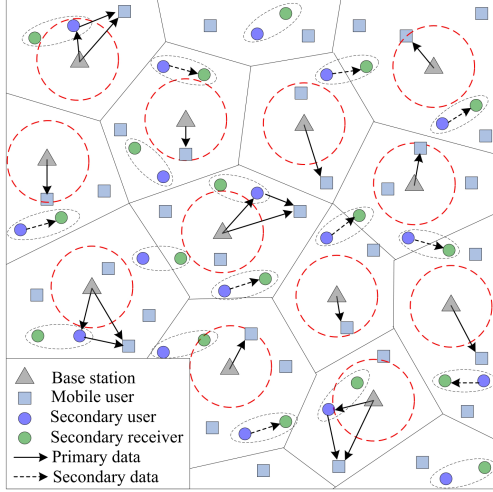 Base station
Mobile user
Secondary user
Secondary receiver
Primary data
Secondary data